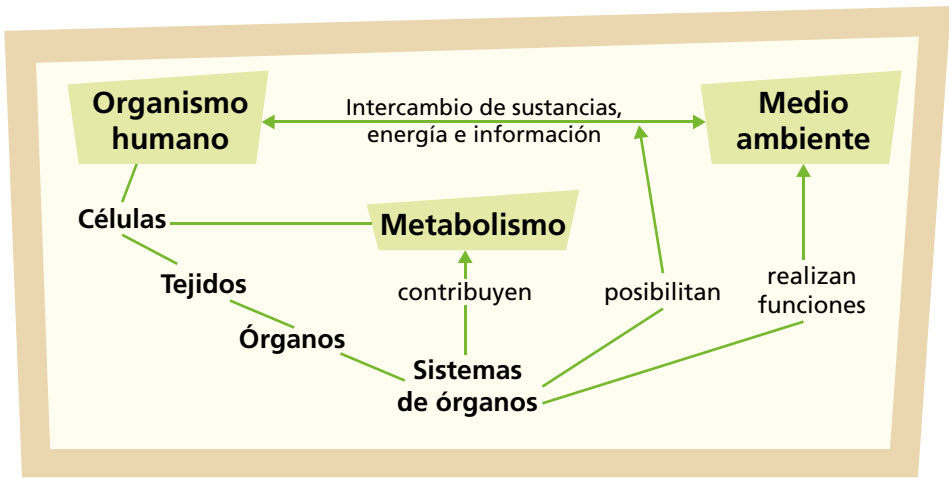 Organismo
humano
Intercambio de sustancias,
energía e información
Medio
ambiente
Células
Metabolismo
Tejidos
contribuyen
posibilitan
realizan
funciones
Órganos
Sistemas
de órganos